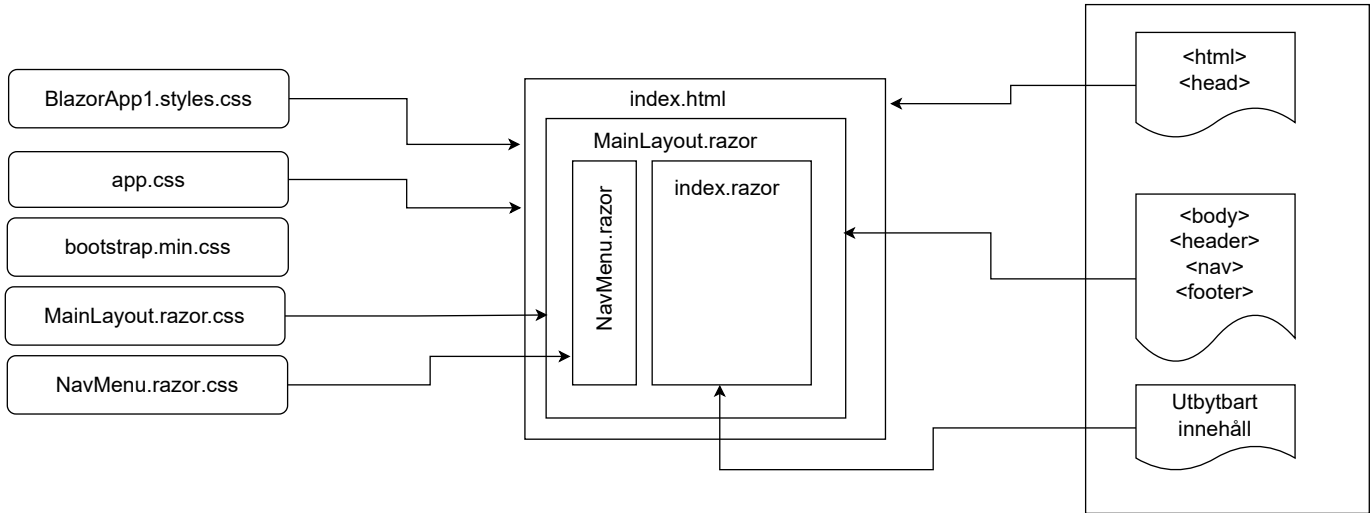 BlazorApp1.styles.css
app.css
bootstrap.min.css
MainLayout.razor.css
NavMenu.razor.css
index.html
MainLayout.razor
NavMenu.razor
index.razor
<html>
<head>
<body>
<header>
<nav>
<footer>
Utbytbart
innehåll